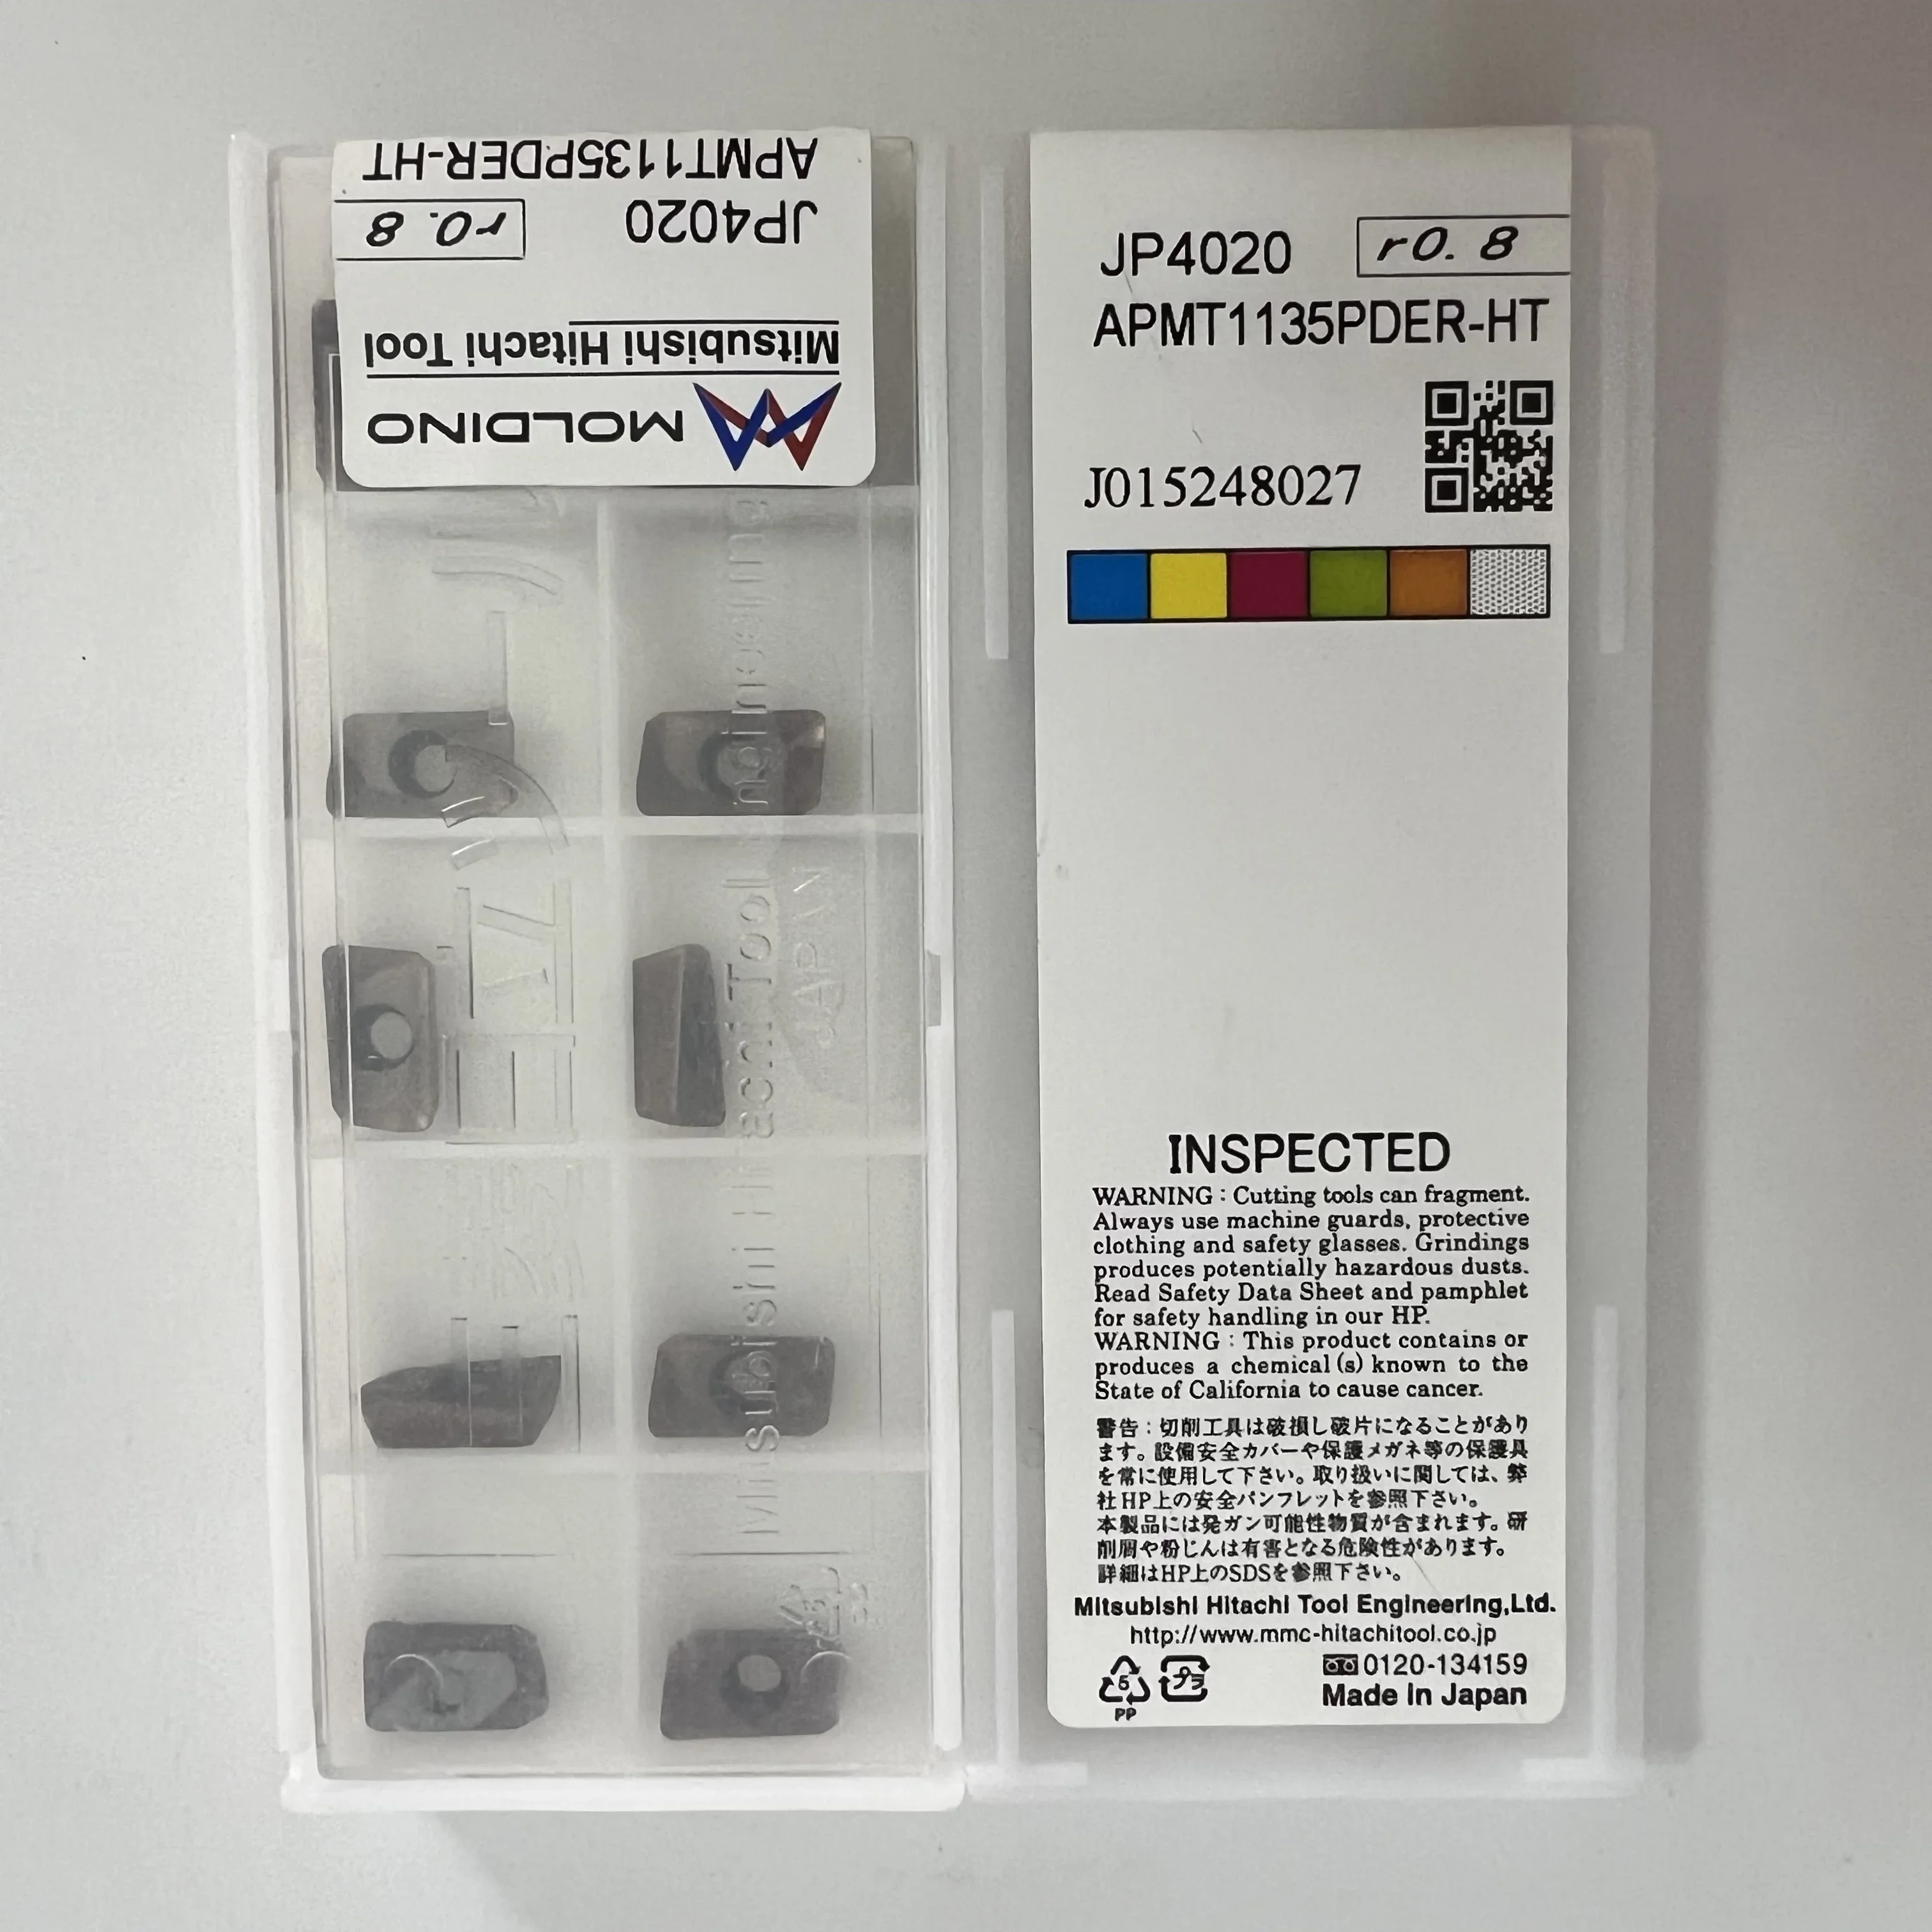 APMT1135PDER-HT
JP4020
r0.8
Mitsubishi Hitachi Tool
MOLDINO
Mitsubishi Hitachi Tool Engineering
JAPAN
JP4020
r0.8
APMT1135PDER-HT
J015248027
INSPECTED
WARNING : Cutting tools can fragment.
Always use machine guards, protective
clothing and safety glasses. Grindings
produces potentially hazardous dusts.
Read Safety Data Sheet and pamphlet
for safety handling in our HP.
WARNING : This product contains or
produces a chemical (s) known to the
State of California to cause cancer.
警告：切削工具は破損し破片になることがあり
ます。設備安全カバーや保護メガネ等の保護具
を常に使用して下さい。取り扱いに関しては、弊
社HP上の安全パンフレットを参照下さい。
本製品には発ガン可能性物質が含まれます。研
削屑や粉じんは有害となる危険性があります。
詳細はHP上のSDSを参照下さい。
Mitsubishi Hitachi Tool Engineering,Ltd.
http://www.mmc-hitachitool.co.jp
0120-134159
5
PP
プラ
Made in Japan